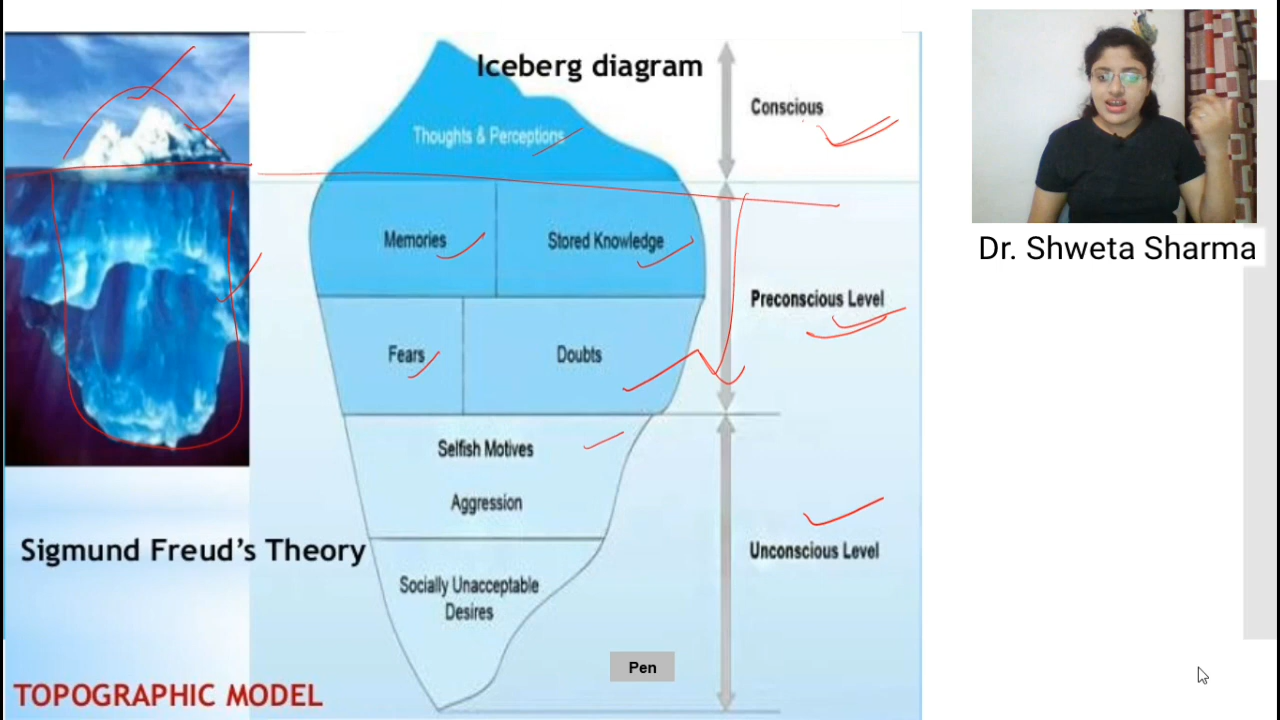 Iceberg diagram
Thoughts & Perceptions
Conscious
Memories
Stored Knowledge
Preconscious Level
Fears
Doubts
Selfish Motives
Aggression
Unconscious Level
Socially Unacceptable
Desires
Sigmund Freud's Theory
TOPOGRAPHIC MODEL
Pen
Dr. Shweta Sharma